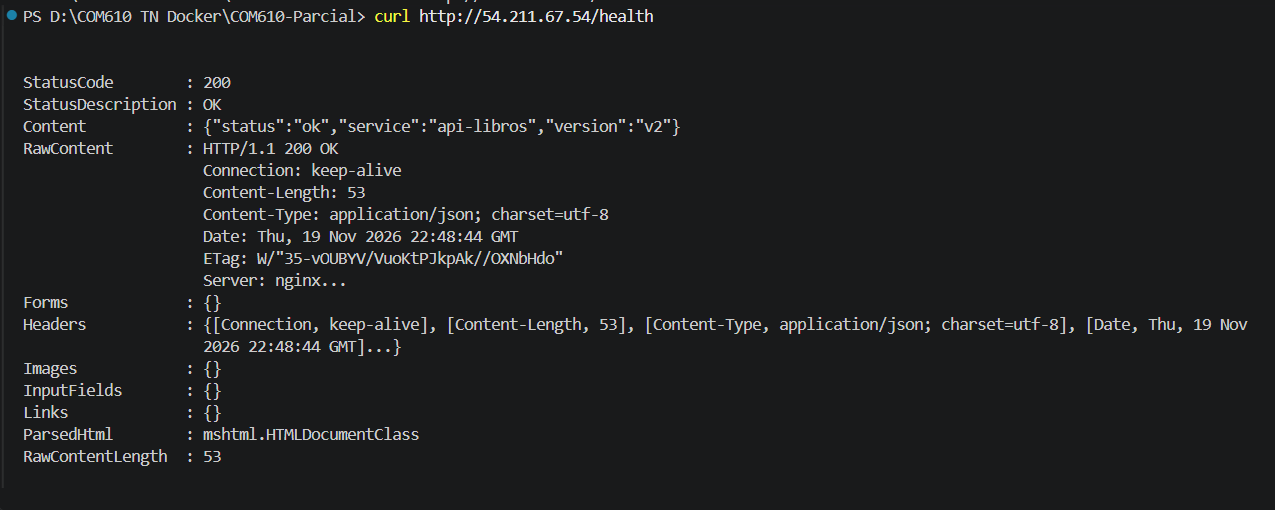 PS D:\COM610 TN Docker\COM610-Parcial> curl http://54.211.67.54/health
StatusCode : 200
StatusDescription : OK
Content : {"status":"ok","service":"api-libros","version":"v2"}
RawContent : HTTP/1.1 200 OK
Connection: keep-alive
Content-Length: 53
Content-Type: application/json; charset=utf-8
Date: Thu, 19 Nov 2026 22:48:44 GMT
ETag: W/"35-vOUBYV/VuoKtPJkpAk//OXNbHdo"
Server: nginx...
Forms : {}
Headers : {[Connection, keep-alive], [Content-Length, 53], [Content-Type, application/json; charset=utf-8], [Date, Thu, 19 Nov
2026 22:48:44 GMT]...}
Images : {}
InputFields : {}
Links : {}
ParsedHtml : mshtml.HTMLDocumentClass
RawContentLength : 53